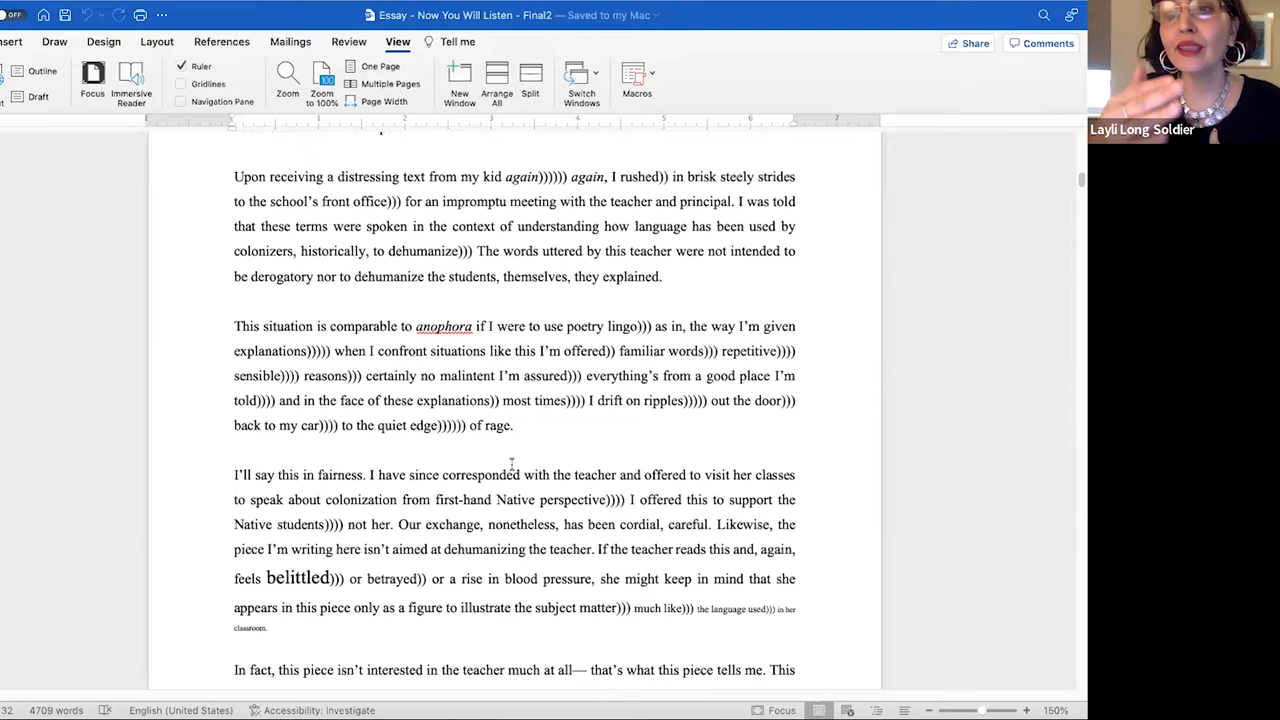 OFF
Essay - Now You Will Listen - Final2 — Saved to my Mac
Draw Design Layout References Mailings Review View Tell me
Share Comments
Outline
Draft
Focus
Immersive
Reader
Ruler
Gridlines
Navigation Pane
Zoom
Zoom
to 100%
One Page
Multiple Pages
Page Width
New
Window
Arrange
All
Split
Switch
Windows
Macros
1 2 3 4 5 6 7
Layli Long Soldier
Upon receiving a distressing text from my kid again)))))) again, I rushed)) in brisk steely strides
to the school's front office))) for an impromptu meeting with the teacher and principal. I was told
that these terms were spoken in the context of understanding how language has been used by
colonizers, historically, to dehumanize))) The words uttered by this teacher were not intended to
be derogatory nor to dehumanize the students, themselves, they explained.
This situation is comparable to anophora if I were to use poetry lingo))) as in, the way I'm given
explanations))))) when I confront situations like this I'm offered)) familiar words))) repetitive))))
sensible)))) reasons))) certainly no malintent I'm assured))) everything's from a good place I'm
told)))) and in the face of these explanations)) most times)))) I drift on ripples))))) out the door)))
back to my car)))) to the quiet edge)))))) of rage.
I'll say this in fairness. I have since corresponded with the teacher and offered to visit her classes
to speak about colonization from first-hand Native perspective)))) I offered this to support the
Native students)))) not her. Our exchange, nonetheless, has been cordial, careful. Likewise, the
piece I'm writing here isn't aimed at dehumanizing the teacher. If the teacher reads this and, again,
feels belittled))) or betrayed)) or a rise in blood pressure, she might keep in mind that she
appears in this piece only as a figure to illustrate the subject matter))) much like))) the language used))) in her
classroom.
In fact, this piece isn't interested in the teacher much at all— that's what this piece tells me. This
32 4709 words English (United States) Accessibility: Investigate Focus 150%